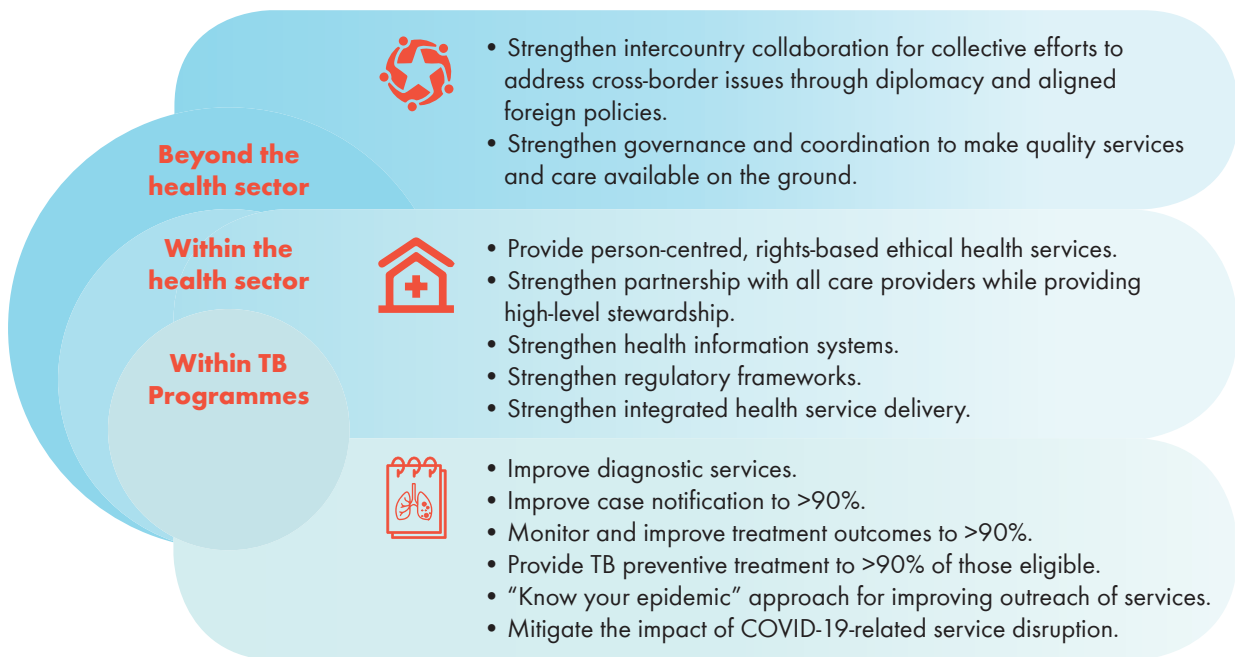 Beyond the
health sector
• Strengthen intercountry collaboration for collective efforts to
address cross-border issues through diplomacy and aligned
foreign policies.
• Strengthen governance and coordination to make quality services
and care available on the ground.
Within the
health sector
• Provide person-centred, rights-based ethical health services.
• Strengthen partnership with all care providers while providing
high-level stewardship.
• Strengthen health information systems.
• Strengthen regulatory frameworks.
• Strengthen integrated health service delivery.
Within TB
Programmes
• Improve diagnostic services.
• Improve case notification to >90%.
• Monitor and improve treatment outcomes to >90%.
• Provide TB preventive treatment to >90% of those eligible.
• “Know your epidemic” approach for improving outreach of services.
• Mitigate the impact of COVID-19-related service disruption.